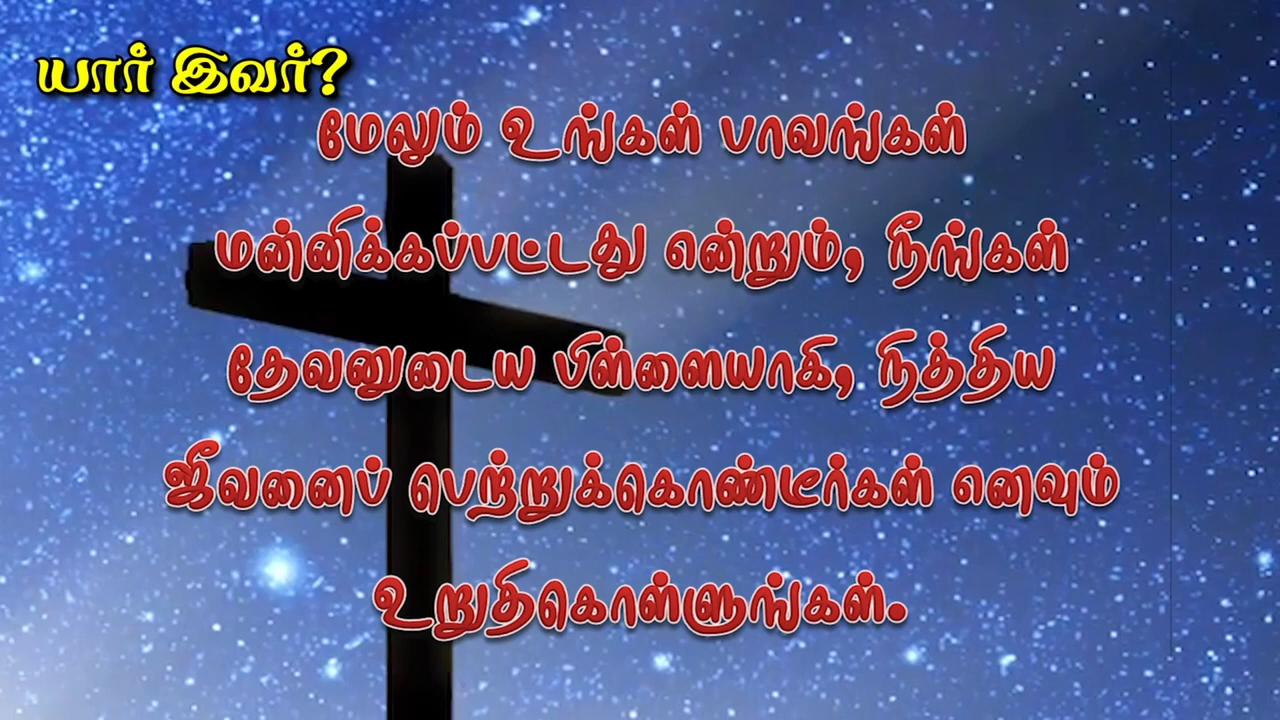 யார் இவர்?
மேலும் உங்கள் பாவங்கள்
மன்னிக்கப்பட்டது என்றும், நீங்கள்
தேவனுடைய பிள்ளையாகி, நித்திய
ஜீவனைப் பெற்றுக்கொண்டீர்கள் எனவும்
உறுதிகொள்ளுங்கள்.